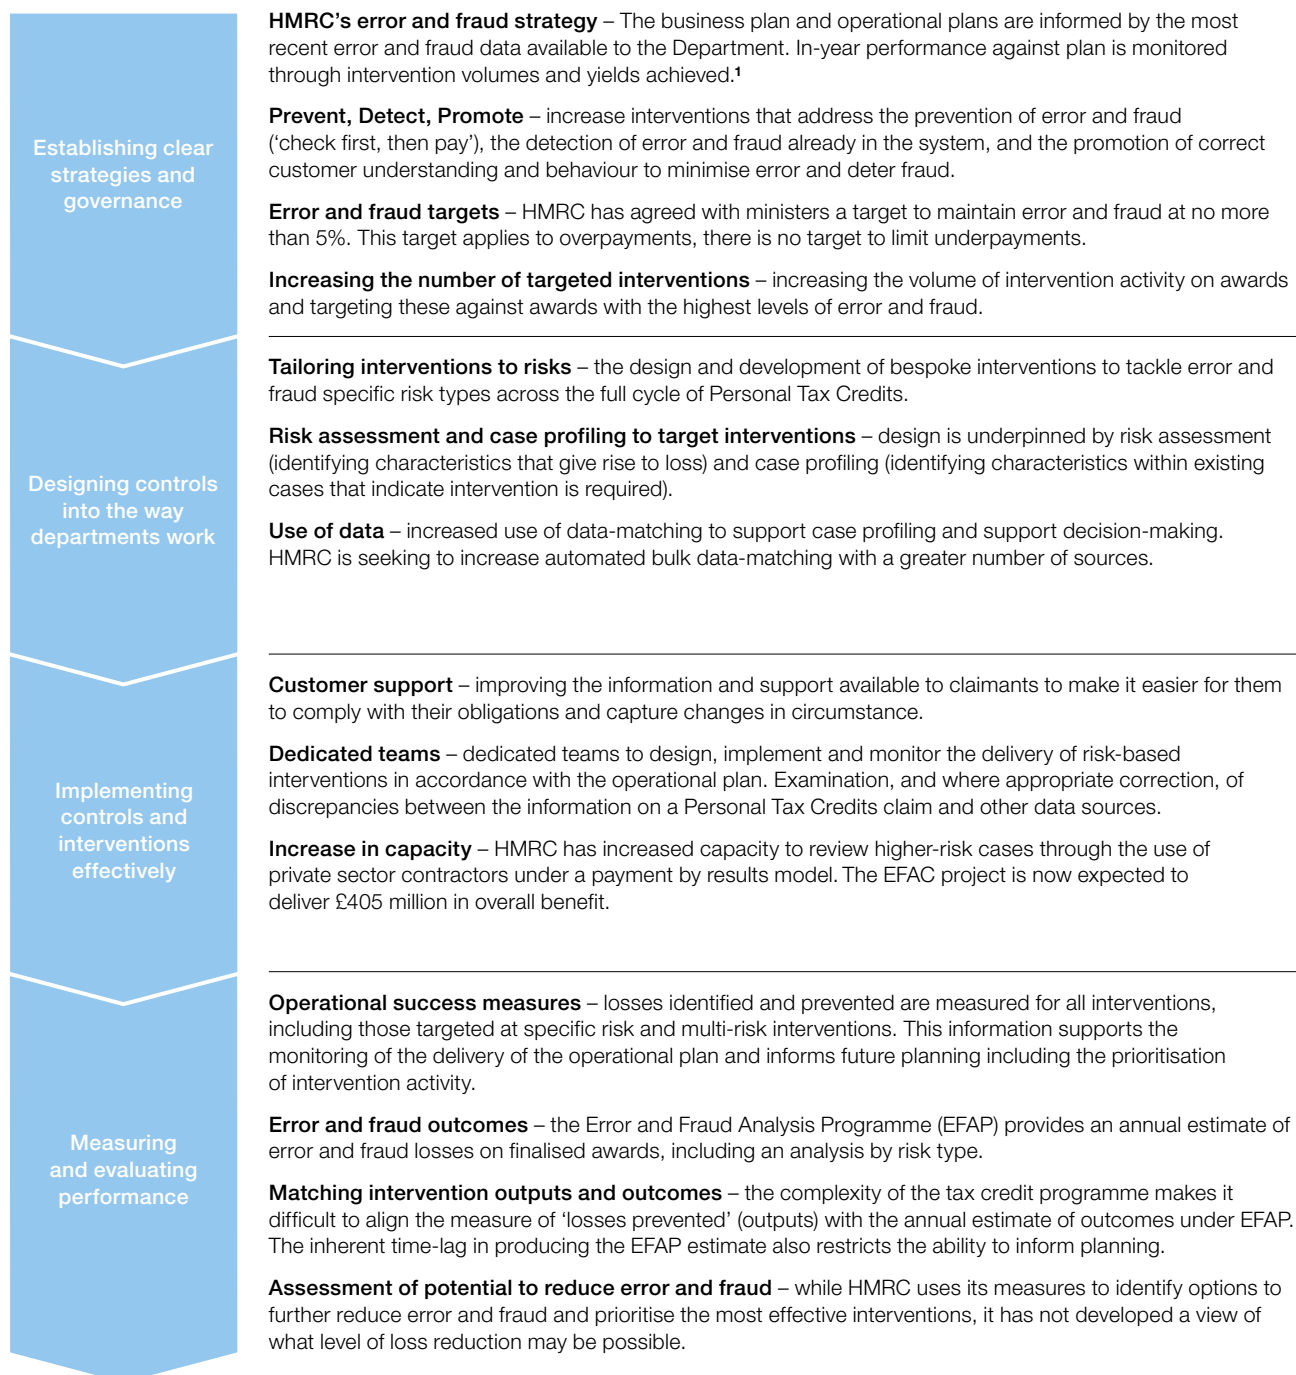 Establishing clear
strategies and
governance
HMRC’s error and fraud strategy – The business plan and operational plans are informed by the most
recent error and fraud data available to the Department. In-year performance against plan is monitored
through intervention volumes and yields achieved.¹
Prevent, Detect, Promote – increase interventions that address the prevention of error and fraud
(‘check first, then pay’), the detection of error and fraud already in the system, and the promotion of correct
customer understanding and behaviour to minimise error and deter fraud.
Error and fraud targets – HMRC has agreed with ministers a target to maintain error and fraud at no more
than 5%. This target applies to overpayments, there is no target to limit underpayments.
Increasing the number of targeted interventions – increasing the volume of intervention activity on awards
and targeting these against awards with the highest levels of error and fraud.
Designing controls
into the way
departments work
Tailoring interventions to risks – the design and development of bespoke interventions to tackle error and
fraud specific risk types across the full cycle of Personal Tax Credits.
Risk assessment and case profiling to target interventions – design is underpinned by risk assessment
(identifying characteristics that give rise to loss) and case profiling (identifying characteristics within existing
cases that indicate intervention is required).
Use of data – increased use of data-matching to support case profiling and support decision-making.
HMRC is seeking to increase automated bulk data-matching with a greater number of sources.
Implementing
controls and
interventions
effectively
Customer support – improving the information and support available to claimants to make it easier for them
to comply with their obligations and capture changes in circumstance.
Dedicated teams – dedicated teams to design, implement and monitor the delivery of risk-based
interventions in accordance with the operational plan. Examination, and where appropriate correction, of
discrepancies between the information on a Personal Tax Credits claim and other data sources.
Increase in capacity – HMRC has increased capacity to review higher-risk cases through the use of
private sector contractors under a payment by results model. The EFAC project is now expected to
deliver £405 million in overall benefit.
Measuring
and evaluating
performance
Operational success measures – losses identified and prevented are measured for all interventions,
including those targeted at specific risk and multi-risk interventions. This information supports the
monitoring of the delivery of the operational plan and informs future planning including the prioritisation
of intervention activity.
Error and fraud outcomes – the Error and Fraud Analysis Programme (EFAP) provides an annual estimate of
error and fraud losses on finalised awards, including an analysis by risk type.
Matching intervention outputs and outcomes – the complexity of the tax credit programme makes it
difficult to align the measure of ‘losses prevented’ (outputs) with the annual estimate of outcomes under EFAP.
The inherent time-lag in producing the EFAP estimate also restricts the ability to inform planning.
Assessment of potential to reduce error and fraud – while HMRC uses its measures to identify options to
further reduce error and fraud and prioritise the most effective interventions, it has not developed a view of
what level of loss reduction may be possible.